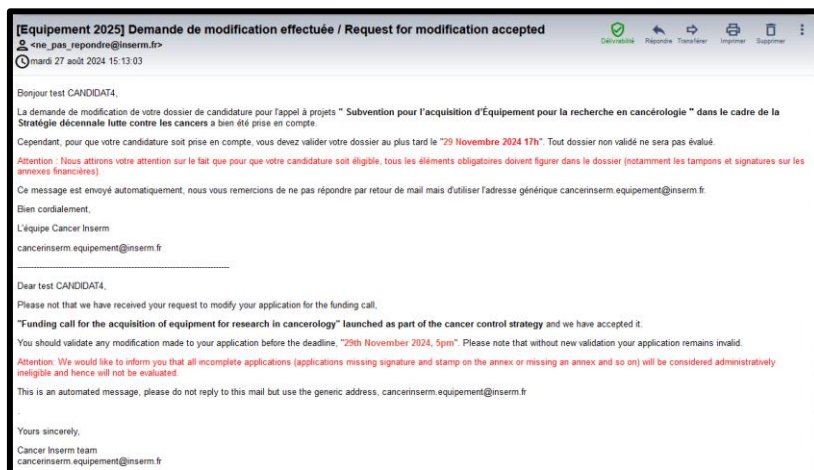 [Equipement 2025] Demande de modification effectuée / Request for modification accepted
<ne_pas_repondre@inserm.fr>
mardi 27 août 2024 15:13:03
Délivrabilité Répondre Transférer Imprimer Supprimer
Bonjour test CANDIDAT4,
La demande de modification de votre dossier de candidature pour l'appel à projets " Subvention pour l'acquisition d'Équipement pour la recherche en cancérologie " dans le cadre de la
Stratégie décennale lutte contre les cancers a bien été prise en compte.
Cependant, pour que votre candidature soit prise en compte, vous devez valider votre dossier au plus tard le "29 Novembre 2024 17h". Tout dossier non validé ne sera pas évalué.
Attention : Nous attirons votre attention sur le fait que pour que votre candidature soit éligible, tous les éléments obligatoires doivent figurer dans le dossier (notamment les tampons et signatures sur les
annexes financières).
Ce message est envoyé automatiquement, nous vous remercions de ne pas répondre par retour de mail mais d'utiliser l'adresse générique cancerinserm.equipement@inserm.fr.
Bien cordialement,
L'équipe Cancer Inserm
cancerinserm.equipement@inserm.fr
--------------------------------------------------------------------------------
Dear test CANDIDAT4,
Please not that we have received your request to modify your application for the funding call,
"Funding call for the acquisition of equipment for research in cancerology" launched as part of the cancer control strategy and we have accepted it.
You should validate any modification made to your application before the deadline, "29th November 2024, 5pm". Please note that without new validation your application remains invalid.
Attention: We would like to inform you that all incomplete applications (applications missing signature and stamp on the annex or missing an annex and so on) will be considered administratively
ineligible and hence will not be evaluated.
This is an automated message, please do not reply to this mail but use the generic address, cancerinserm.equipement@inserm.fr
.
Yours sincerely,
Cancer Inserm team
cancerinserm.equipement@inserm.fr